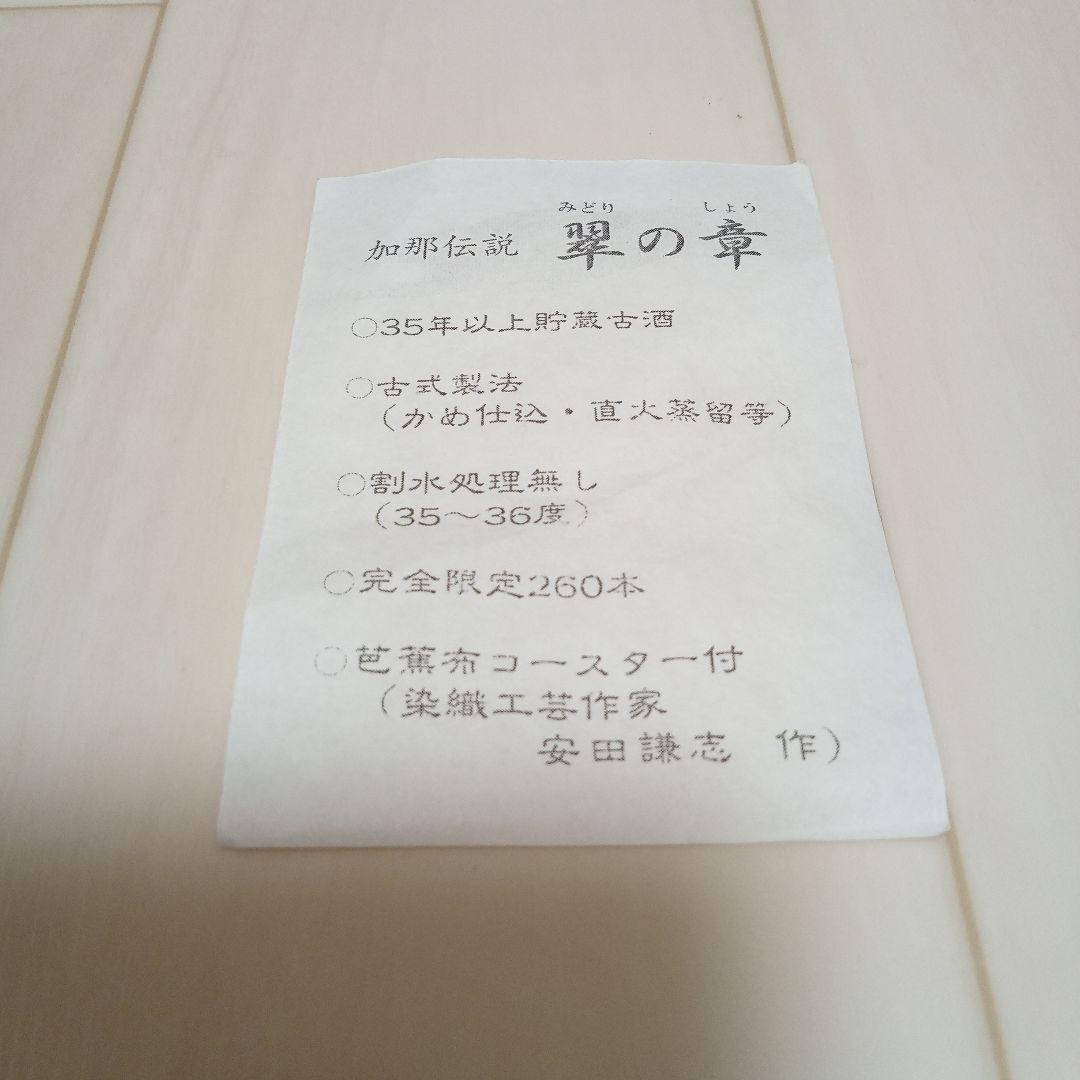 みどり しょう
加那伝説 翠の章
○35年以上貯蔵古酒
○古式製法
(かめ仕込・直火蒸留等)
○割水処理無し
(35～36度)
○完全限定260本
○芭蕉布コースター付
(染織工芸作家
安田謙志 作)